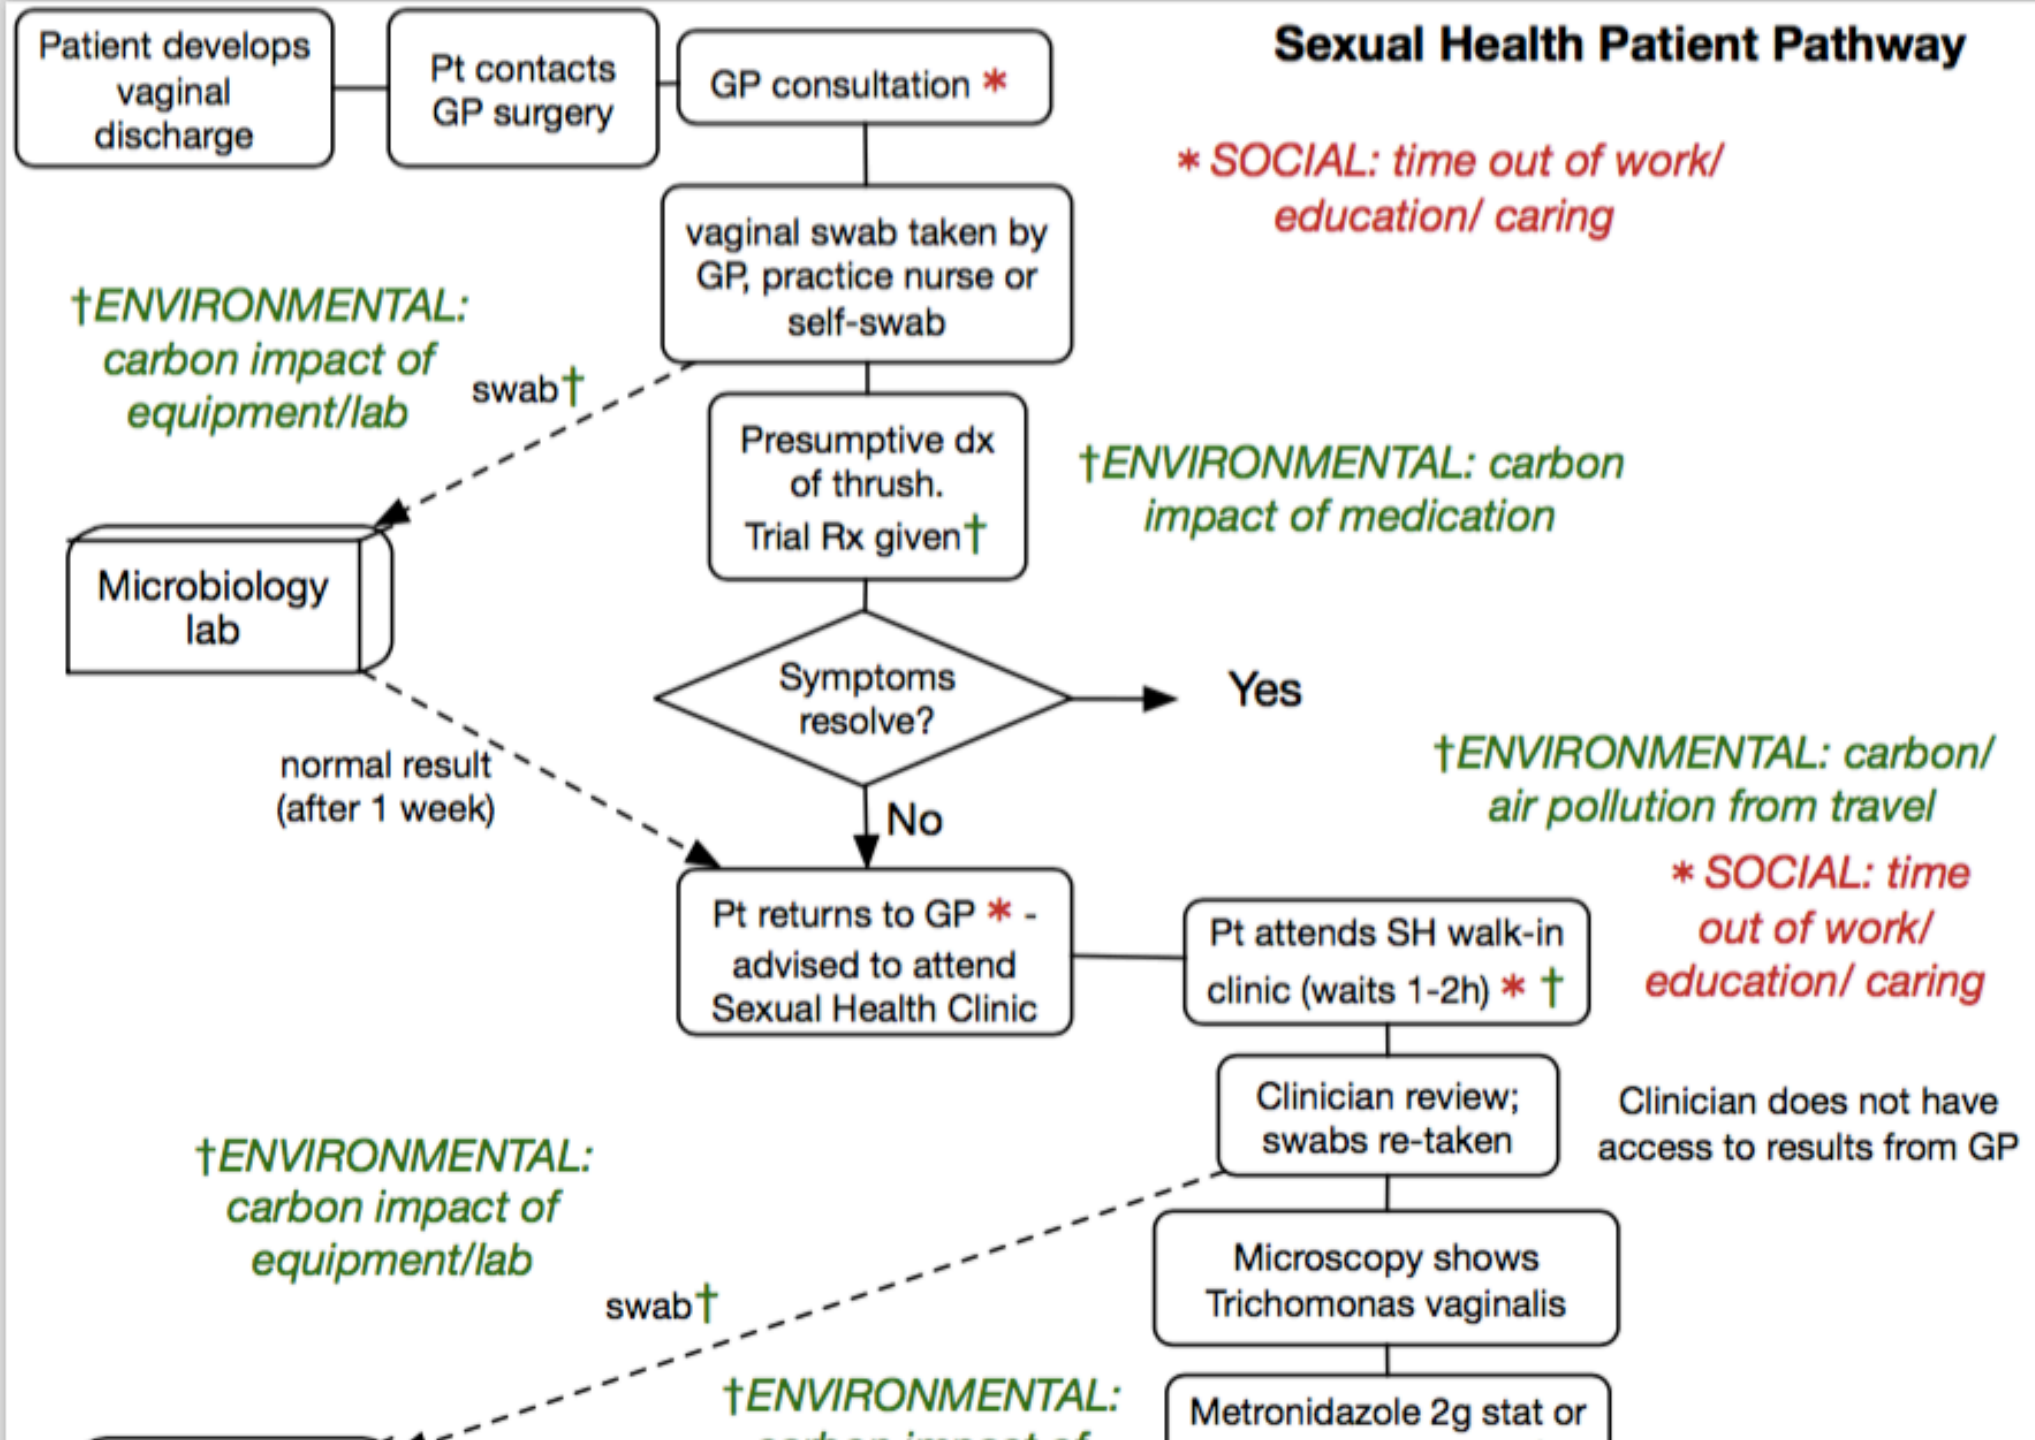 Sexual Health Patient Pathway
Patient develops
vaginal
discharge
Pt contacts
GP surgery
GP consultation *
* SOCIAL: time out of work/
education/ caring
vaginal swab taken by
GP, practice nurse or
self-swab
†ENVIRONMENTAL:
carbon impact of
equipment/lab
swab†
Presumptive dx
of thrush.
Trial Rx given†
†ENVIRONMENTAL: carbon
impact of medication
Microbiology
lab
Symptoms
resolve?
Yes
normal result
(after 1 week)
No
†ENVIRONMENTAL: carbon/
air pollution from travel
* SOCIAL: time
out of work/
education/ caring
Pt returns to GP * -
advised to attend
Sexual Health Clinic
Pt attends SH walk-in
clinic (waits 1-2h) * †
Clinician review;
swabs re-taken
Clinician does not have
access to results from GP
†ENVIRONMENTAL:
carbon impact of
equipment/lab
swab†
Microscopy shows
Trichomonas vaginalis
†ENVIRONMENTAL:
carbon impact of
Metronidazole 2g stat or